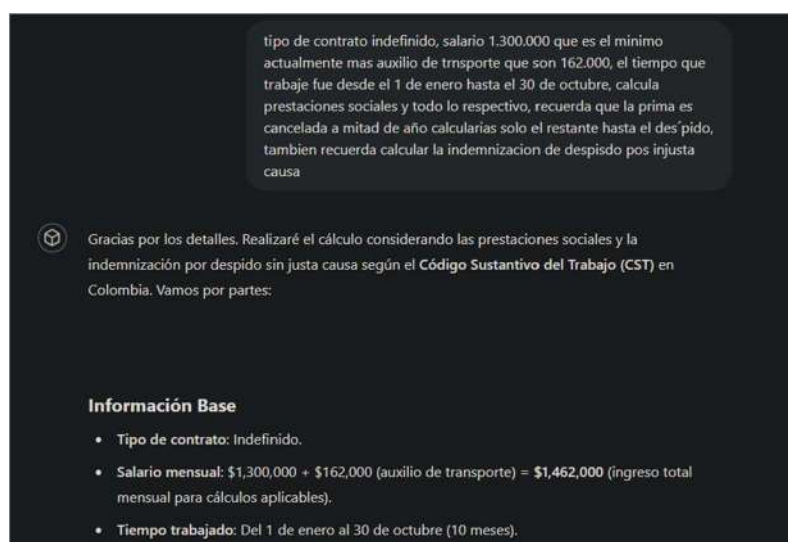 tipo de contrato indefinido, salario 1.300.000 que es el minimo
actualmente mas auxilio de trnsporte que son 162.000, el tiempo que
trabaje fue desde el 1 de enero hasta el 30 de octubre, calcula
prestaciones sociales y todo lo respectivo, recuerda que la prima es
cancelada a mitad de año calcularias solo el restante hasta el des´pido,
tambien recuerda calcular la indemnizacion de despisdo pos injusta
causa
Gracias por los detalles. Realizaré el cálculo considerando las prestaciones sociales y la
indemnización por despido sin justa causa según el Código Sustantivo del Trabajo (CST) en
Colombia. Vamos por partes:
Información Base
• Tipo de contrato: Indefinido.
• Salario mensual: $1,300,000 + $162,000 (auxilio de transporte) = $1,462,000 (ingreso total
mensual para cálculos aplicables).
• Tiempo trabajado: Del 1 de enero al 30 de octubre (10 meses).